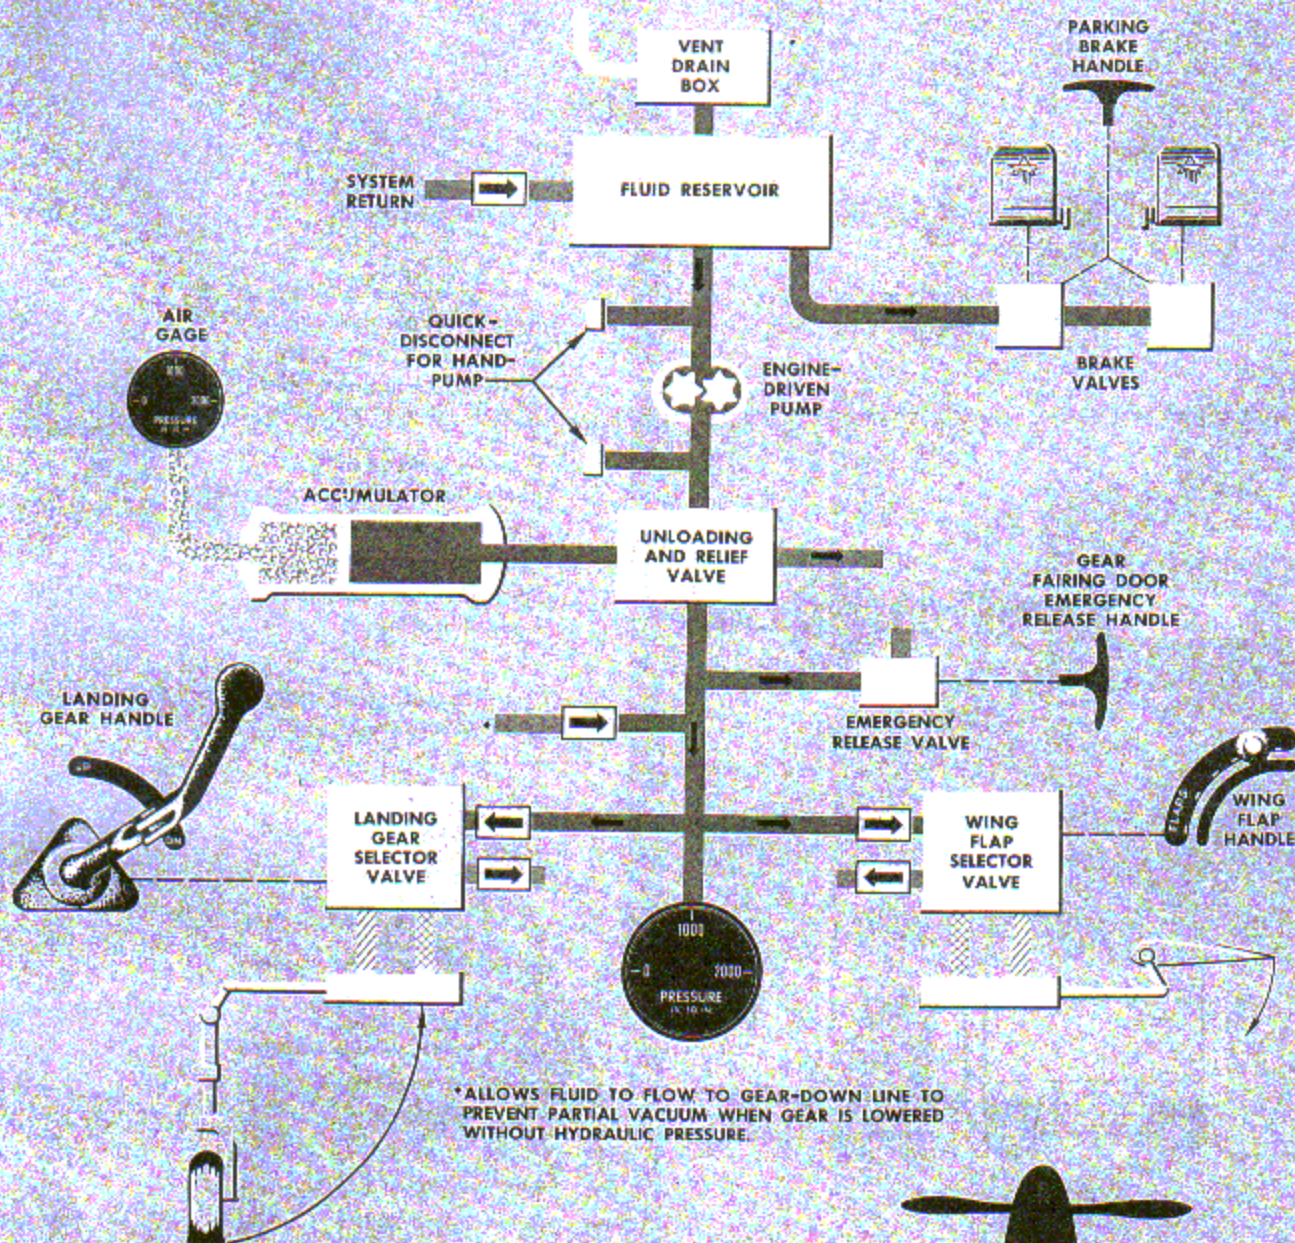 VENT
DRAIN
BOX
PARKING
BRAKE
HANDLE
SYSTEM
RETURN
FLUID RESERVOIR
AIR
GAGE
QUICK-
DISCONNECT
FOR HAND-
PUMP
ENGINE-
DRIVEN
PUMP
BRAKE
VALVES
0
PRESSURE
ACCUMULATOR
UNLOADING
AND RELIEF
VALVE
GEAR
FAIRING DOOR
EMERGENCY
RELEASE HANDLE
LANDING
GEAR HANDLE
*
EMERGENCY
RELEASE VALVE
LANDING
GEAR
SELECTOR
VALVE
WING
FLAP
SELECTOR
VALVE
WING
FLAP
HANDLE
1000
0
2000
PRESSURE
*ALLOWS FLUID TO FLOW TO GEAR-DOWN LINE TO
PREVENT PARTIAL VACUUM WHEN GEAR IS LOWERED
WITHOUT HYDRAULIC PRESSURE.